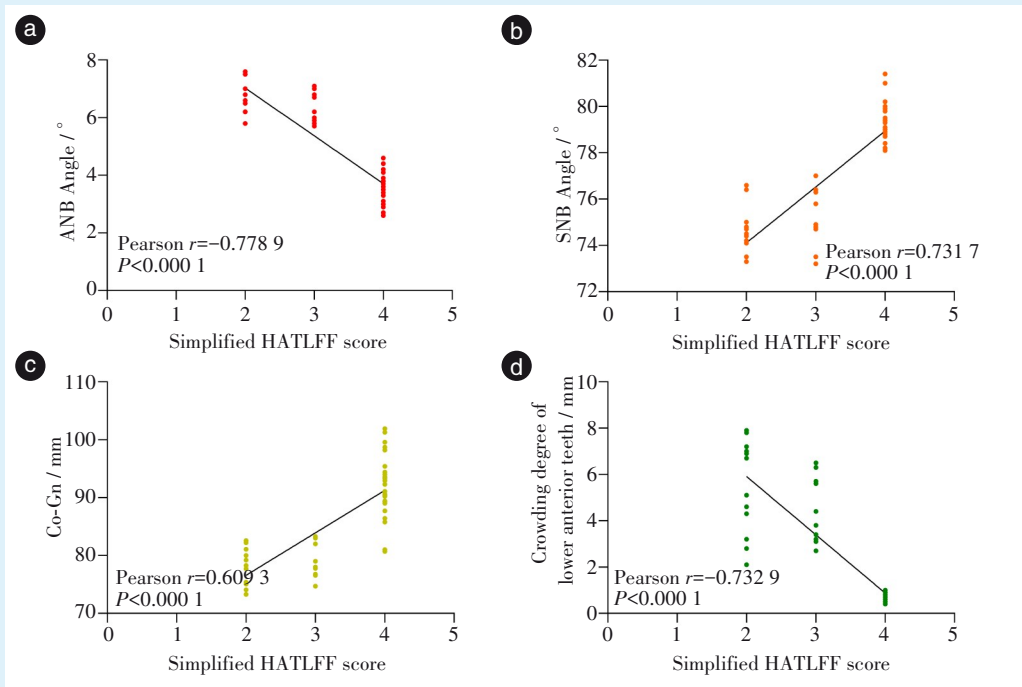 a
8
6
4
2
0
ANB Angle / °
Pearson r=−0.778 9
P<0.000 1
0 1 2 3 4 5
Simplified HATLFF score
b
82
80
78
76
74
72
SNB Angle / °
Pearson r=0.731 7
P<0.000 1
0 1 2 3 4 5
Simplified HATLFF score
c
110
100
90
80
70
Co-Gn / mm
Pearson r=0.609 3
P<0.000 1
0 1 2 3 4 5
Simplified HATLFF score
d
10
8
6
4
2
0
Crowding degree of
lower anterior teeth / mm
Pearson r=−0.732 9
P<0.000 1
0 1 2 3 4 5
Simplified HATLFF score